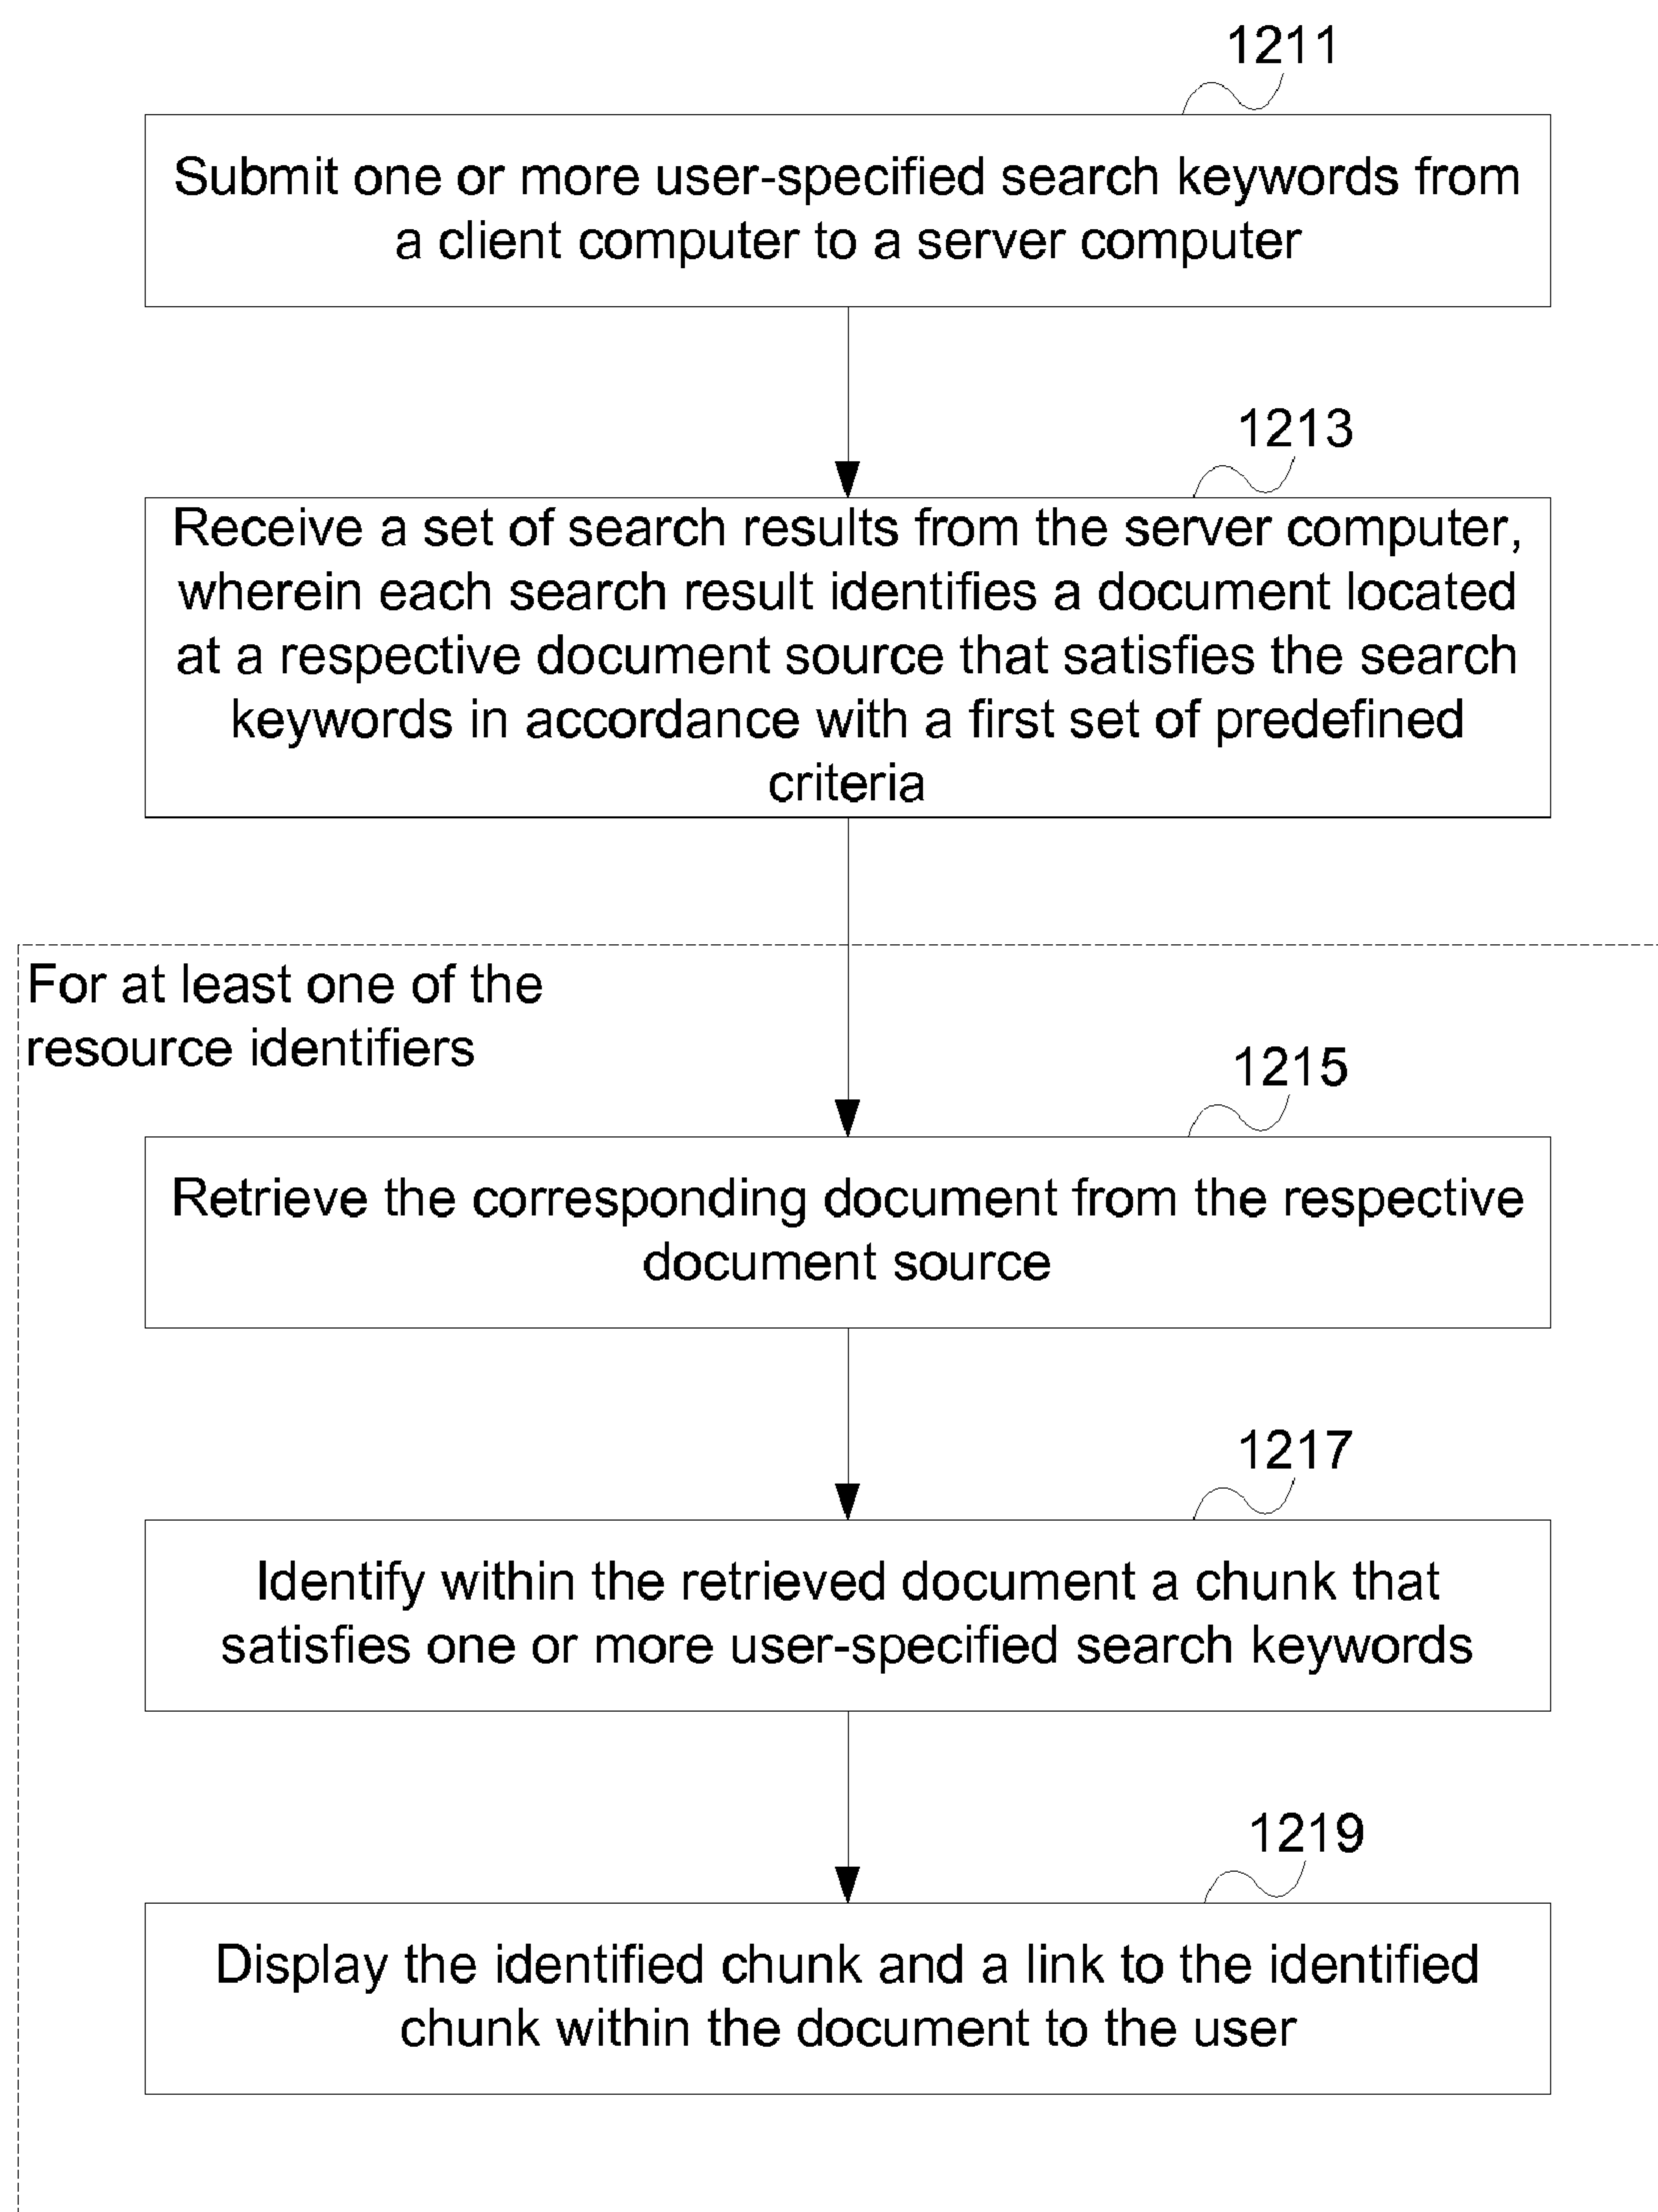 1211
Submit one or more user-specified search keywords from
a client computer to a server computer
1213
Receive a set of search results from the server computer,
wherein each search result identifies a document located
at a respective document source that satisfies the search
keywords in accordance with a first set of predefined
criteria
For at least one of the
resource identifiers
1215
Retrieve the corresponding document from the respective
document source
1217
Identify within the retrieved document a chunk that
satisfies one or more user-specified search keywords
1219
Display the identified chunk and a link to the identified
chunk within the document to the user